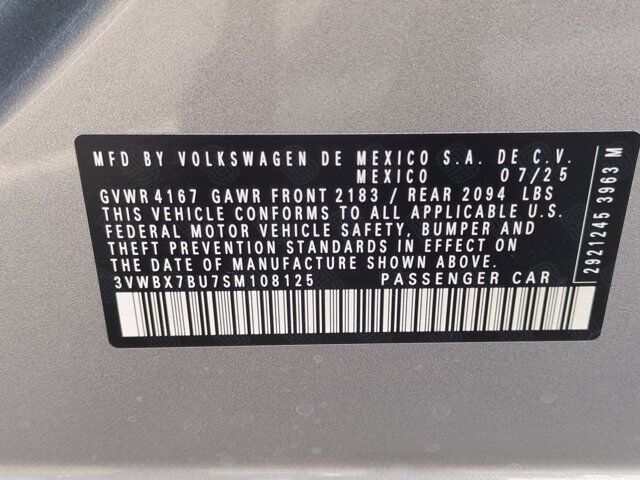 MFD BY VOLKSWAGEN DE MEXICO S.A. DE C.V.
MEXICO 07/25
GVWR 4167 GAWR FRONT 2183 / REAR 2094 LBS
THIS VEHICLE CONFORMS TO ALL APPLICABLE U.S.
FEDERAL MOTOR VEHICLE SAFETY, BUMPER AND
THEFT PREVENTION STANDARDS IN EFFECT ON
THE DATE OF MANUFACTURE SHOWN ABOVE.
3VWBX7BU7SM108125 PASSENGER CAR
2921245 3963 M